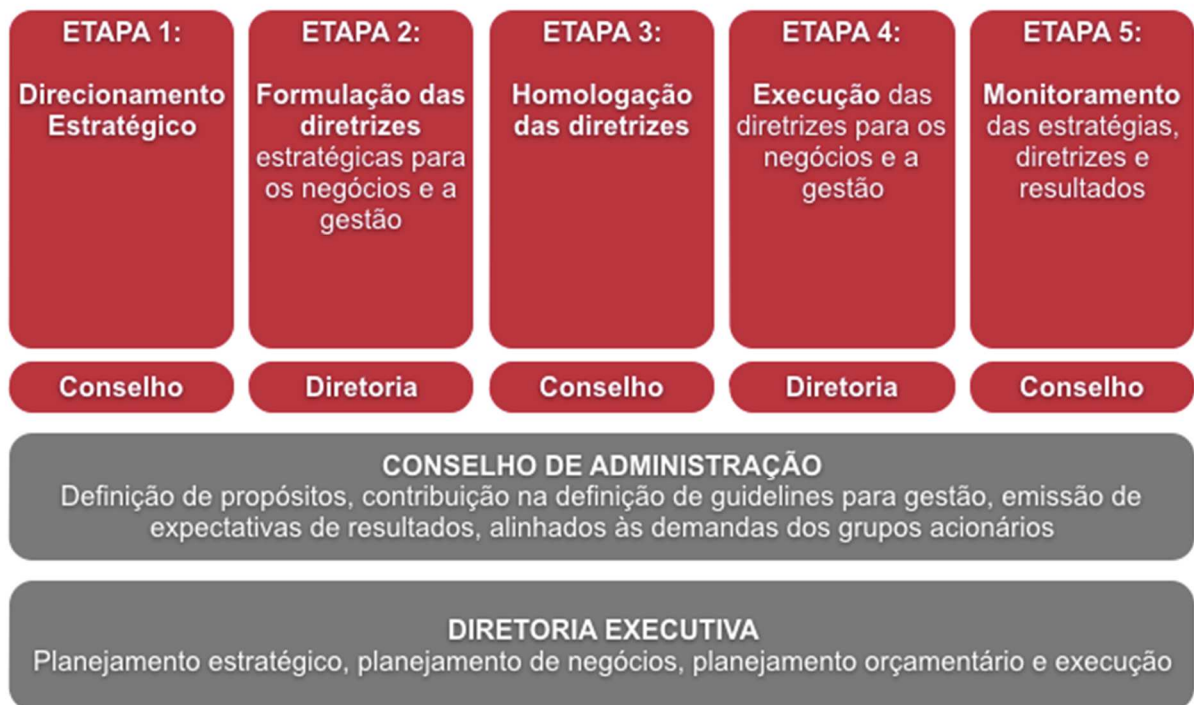 ETAPA 1:
Direcionamento
Estratégico
ETAPA 2:
Formulação das
diretrizes
estratégicas para
os negócios e a
gestão
ETAPA 3:
Homologação
das diretrizes
ETAPA 4:
Execução das
diretrizes para os
negócios e a
gestão
ETAPA 5:
Monitoramento
das estratégias,
diretrizes e
resultados
Conselho
Diretoria
Conselho
Diretoria
Conselho
CONSELHO DE ADMINISTRAÇÃO
Definição de propósitos, contribuição na definição de guidelines para gestão, emissão de
expectativas de resultados, alinhados às demandas dos grupos acionários
DIRETORIA EXECUTIVA
Planejamento estratégico, planejamento de negócios, planejamento orçamentário e execução